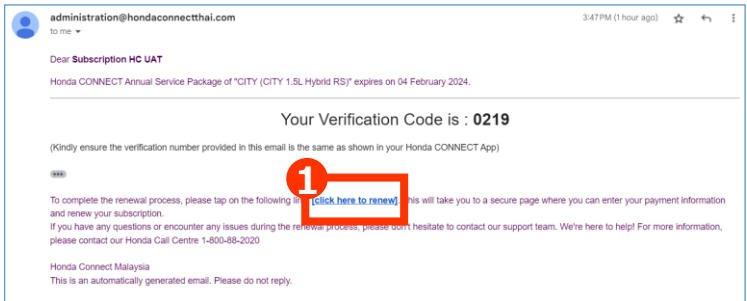 administration@hondaconnectthai.com
3:47 PM (1 hour ago)
to me
Dear Subscription HC UAT
Honda CONNECT Annual Service Package of "CITY (CITY 1.5L Hybrid RS)" expires on 04 February 2024.
Your Verification Code is : 0219
(Kindly ensure the verification number provided in this email is the same as shown in your Honda CONNECT App)
1
To complete the renewal process, please tap on the following [click here to renew]. This will take you to a secure page where you can enter your payment information
and renew your subscription.
If you have any questions or encounter any issues during the renewal process, please don't hesitate to contact our support team. We're here to help! For more information,
please contact our Honda Call Centre 1-800-88-2020
Honda Connect Malaysia
This is an automatically generated email. Please do not reply.